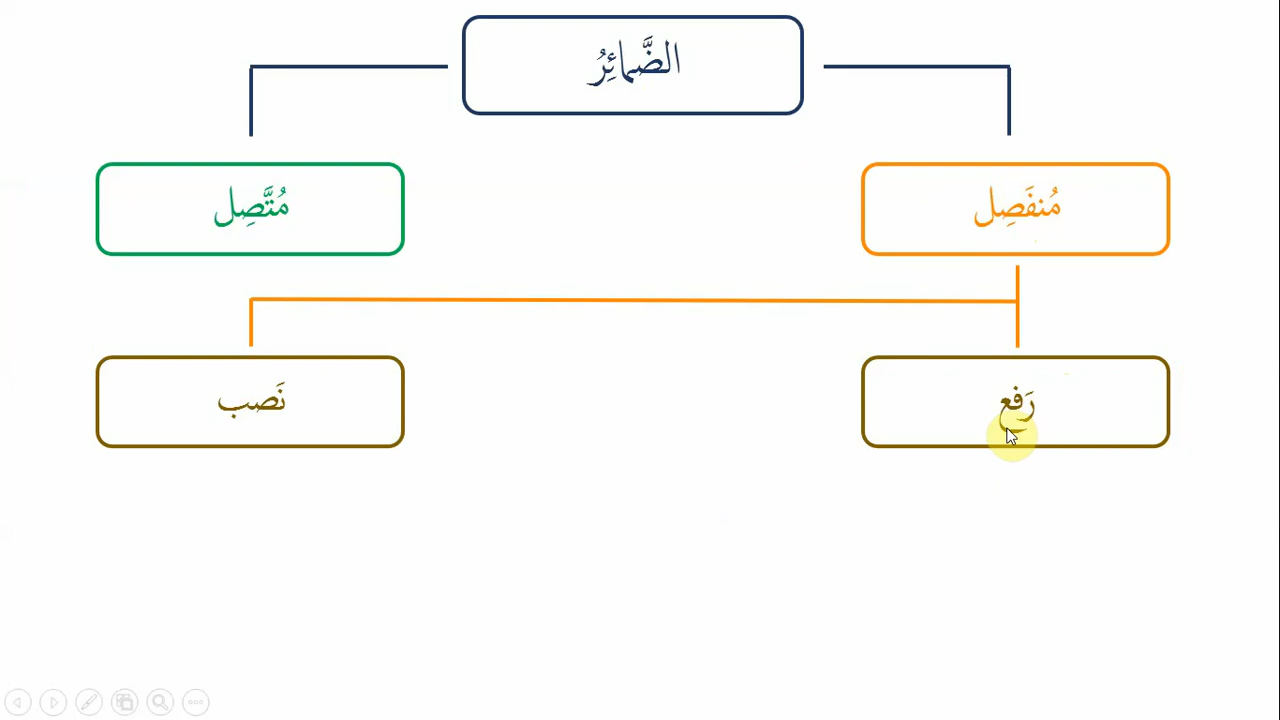 الضَّمائِرُ
مُنفَصِل
مُتَّصِل
رَفع
نَصب